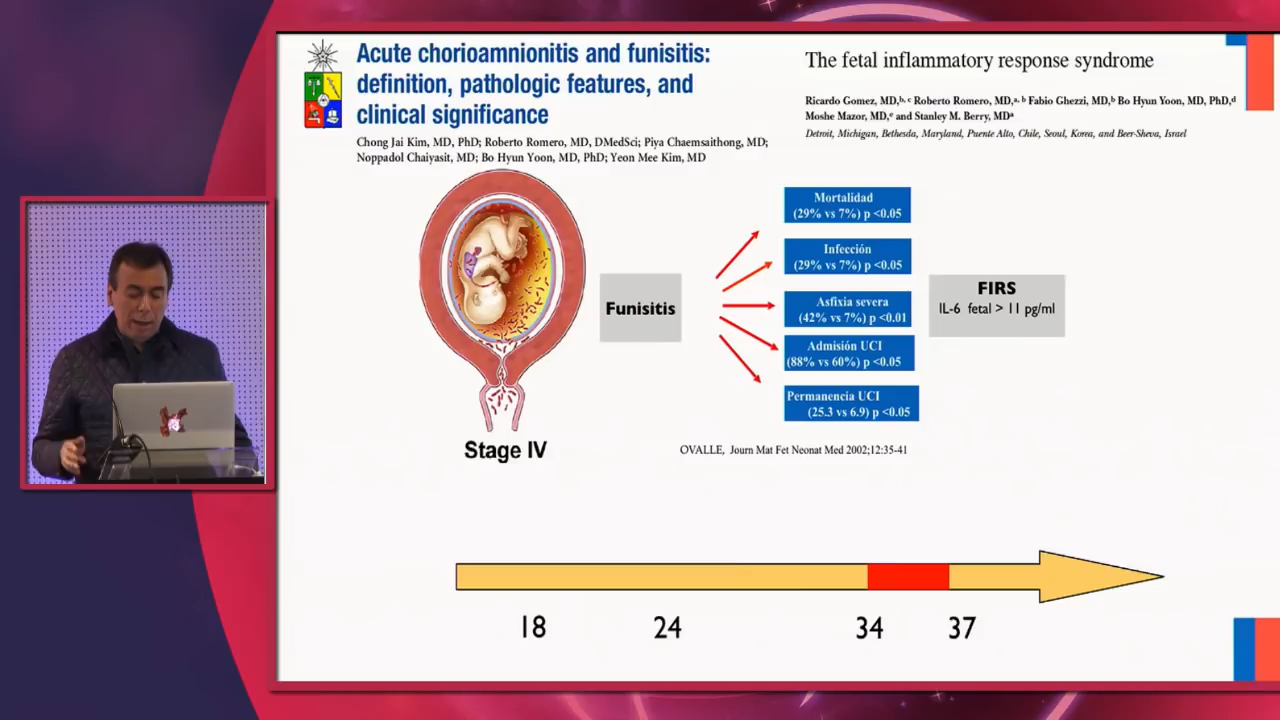 Acute chorioamnionitis and funisitis:
definition, pathologic features, and
clinical significance
Chong Jai Kim, MD, PhD; Roberto Romero, MD, DMedSci; Piya Chaemsaithong, MD;
Noppadol Chaiyasit, MD; Bo Hyun Yoon, MD, PhD; Yeon Mee Kim, MD
The fetal inflammatory response syndrome
Ricardo Gomez, MD,b, c Roberto Romero, MD,a, b Fabio Ghezzi, MD,b Bo Hyun Yoon, MD, PhD,d
Moshe Mazor, MD,e and Stanley M. Berry, MDa
Detroit, Michigan, Bethesda, Maryland, Puente Alto, Chile, Seoul, Korea, and Beer-Sheva, Israel
Stage IV
Funisitis
Mortalidad
(29% vs 7%) p <0.05
Infección
(29% vs 7%) p <0.05
Asfixia severa
(42% vs 7%) p <0.01
Admisión UCI
(88% vs 60%) p <0.05
Permanencia UCI
(25.3 vs 6.9) p <0.05
FIRS
IL-6 fetal > 11 pg/ml
OVALLE, Journ Mat Fet Neonat Med 2002;12:35-41
18 24 34 37